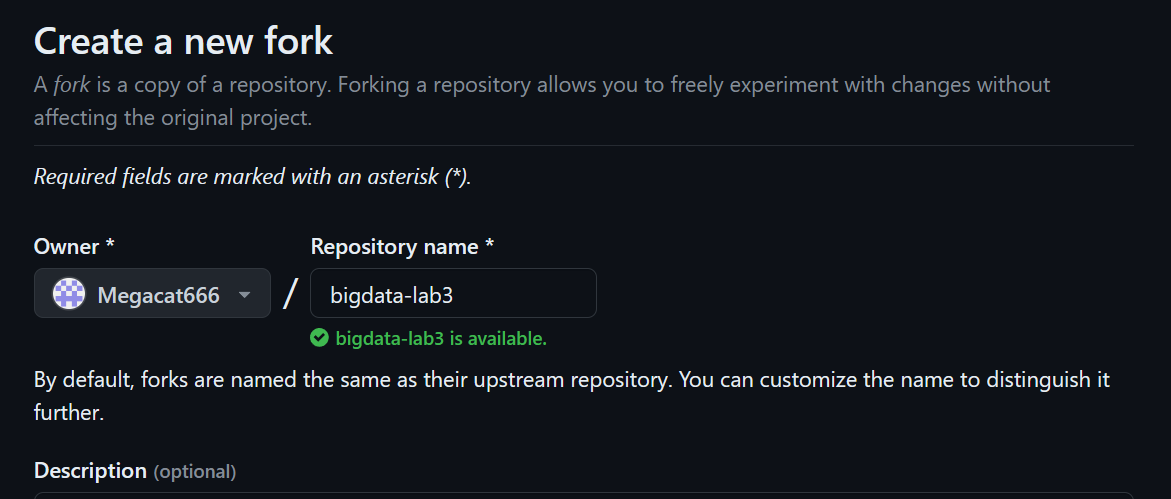 Create a new fork
A fork is a copy of a repository. Forking a repository allows you to freely experiment with changes without
affecting the original project.
Required fields are marked with an asterisk (*).
Owner *
Repository name *
Megacat666
/
bigdata-lab3
bigdata-lab3 is available.
By default, forks are named the same as their upstream repository. You can customize the name to distinguish it
further.
Description (optional)